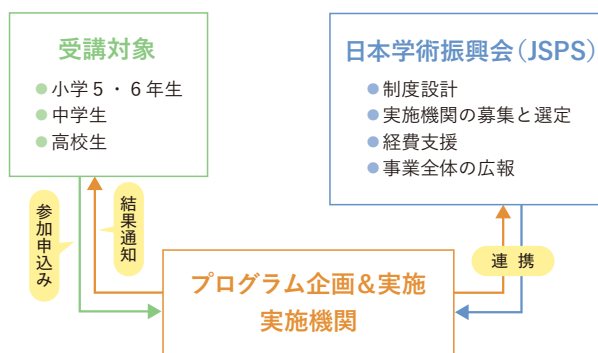 受講対象
小学5・6年生
中学生
高校生
日本学術振興会(JSPS)
制度設計
実施機関の募集と選定
経費支援
事業全体の広報
参加申込み
結果通知
連携
プログラム企画&実施
実施機関